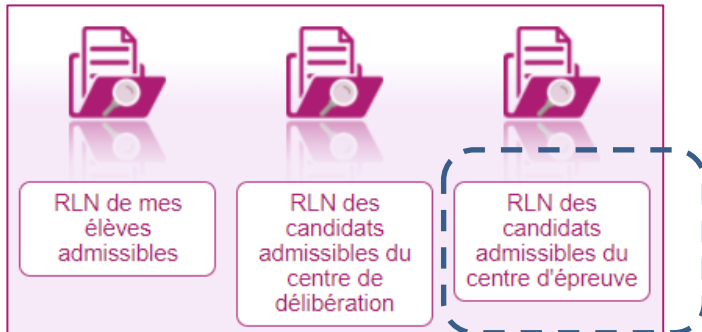 RLN de mes
élèves
admissibles
RLN des
candidats
admissibles du
centre de
délibération
RLN des
candidats
admissibles du
centre d'épreuve